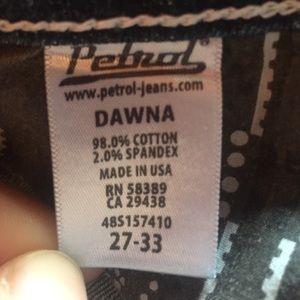 Petrol
www.petrol-jeans.com
DAWNA
98.0% COTTON
2.0% SPANDEX
MADE IN USA
RN 58389
CA 29438
48S157410
27-33